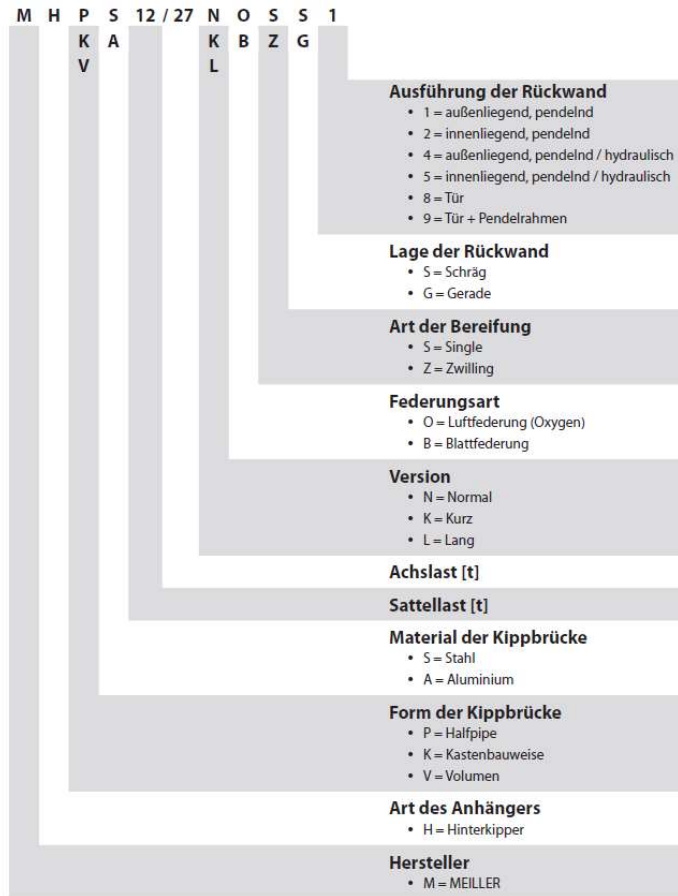 M H P S 12 / 27 N O S S 1
K A K B Z G
V L
Ausführung der Rückwand
• 1 = außenliegend, pendelnd
• 2 = innenliegend, pendelnd
• 4 = außenliegend, pendelnd / hydraulisch
• 5 = innenliegend, pendelnd / hydraulisch
• 8 = Tür
• 9 = Tür + Pendelrahmen
Lage der Rückwand
• S = Schräg
• G = Gerade
Art der Bereifung
• S = Single
• Z = Zwilling
Federungsart
• O = Luftfederung (Oxygen)
• B = Blattfederung
Version
• N = Normal
• K = Kurz
• L = Lang
Achslast [t]
Sattellast [t]
Material der Kippbrücke
• S = Stahl
• A = Aluminium
Form der Kippbrücke
• P = Halfpipe
• K = Kastenbauweise
• V = Volumen
Art des Anhängers
• H = Hinterkipper
Hersteller
• M = MEILLER